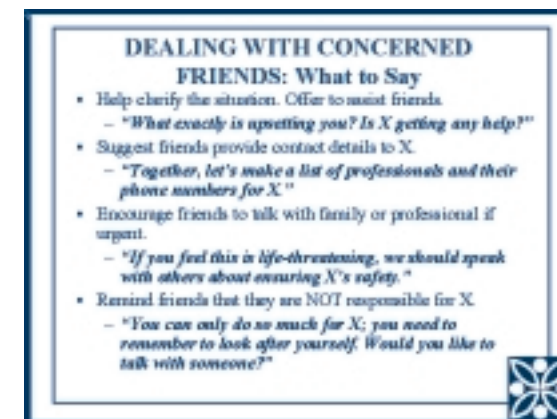 DEALING WITH CONCERNED
FRIENDS: What to Say
• Help clarify the situation. Offer to assist friends.
– "What exactly is upsetting you? Is X getting any help?"
• Suggest friends provide contact details to X.
– "Together, let's make a list of professionals and their
phone numbers for X."
• Encourage friends to talk with family or professional if
urgent.
– "If you feel this is life-threatening, we should speak
with others about ensuring X's safety."
• Remind friends that they are NOT responsible for X.
– "You can only do so much for X; you need to
remember to look after yourself. Would you like to
talk with someone?"